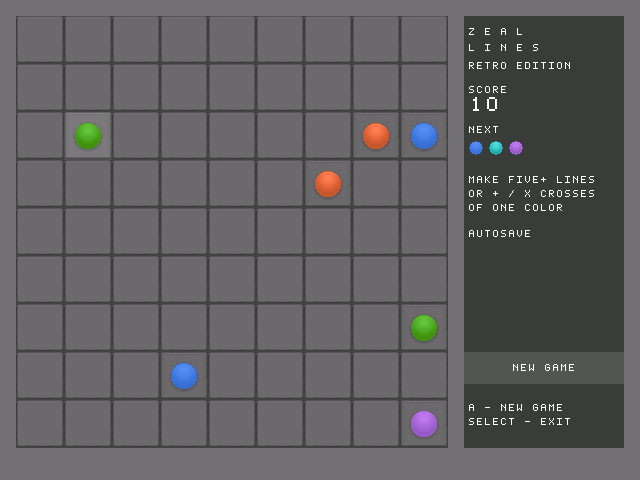 Z E A L
L I N E S
RETRO EDITION
SCORE
10
NEXT
MAKE FIVE+ LINES
OR + / X CROSSES
OF ONE COLOR
AUTOSAVE
NEW GAME
A - NEW GAME
SELECT - EXIT